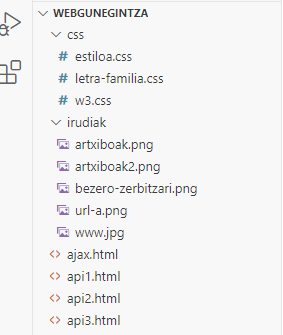 WEBGUNEGINTZA
css
estiloa.css
letra-familia.css
w3.css
irudiak
artxiboak.png
artxiboak2.png
bezero-zerbitzari.png
url-a.png
www.jpg
ajax.html
api1.html
api2.html
api3.html